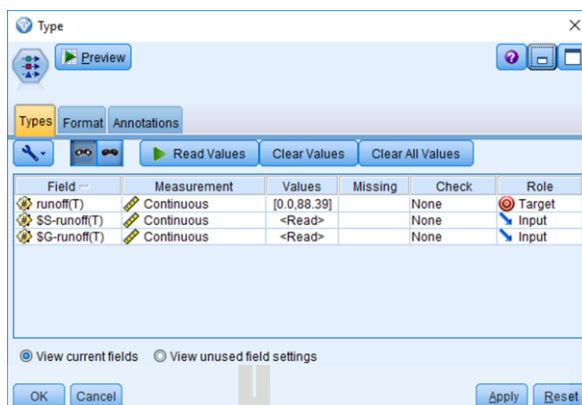 Type
Preview
Types Format Annotations
Read Values Clear Values Clear All Values
Field Measurement Values Missing Check Role
runoff(T) Continuous [0.0,88.39] None Target
$S-runoff(T) Continuous <Read> None Input
$G-runoff(T) Continuous <Read> None Input
View current fields View unused field settings
OK Cancel Apply Reset